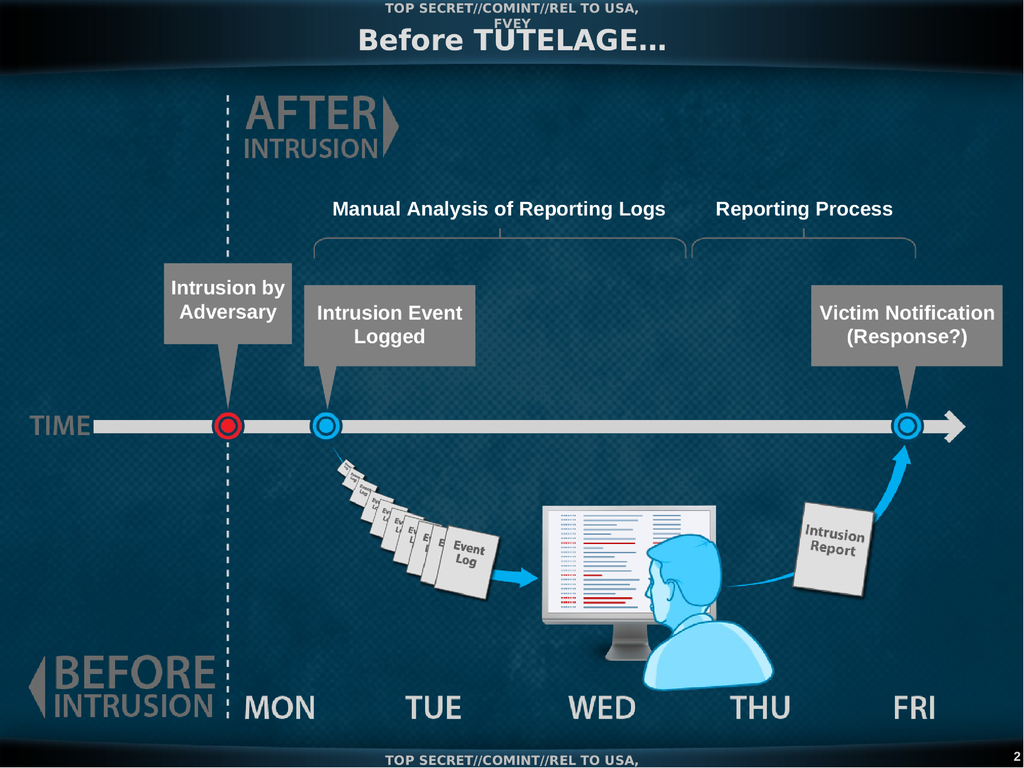 TOP SECRET//COMINT//REL TO USA,
FVEY
Before TUTELAGE...
AFTER
INTRUSION
Manual Analysis of Reporting Logs
Reporting Process
Intrusion by
Adversary
Intrusion Event
Logged
Victim Notification
(Response?)
TIME
Event
Log
Intrusion
Report
BEFORE
INTRUSION
MON
TUE
WED
THU
FRI
TOP SECRET//COMINT//REL TO USA,
2